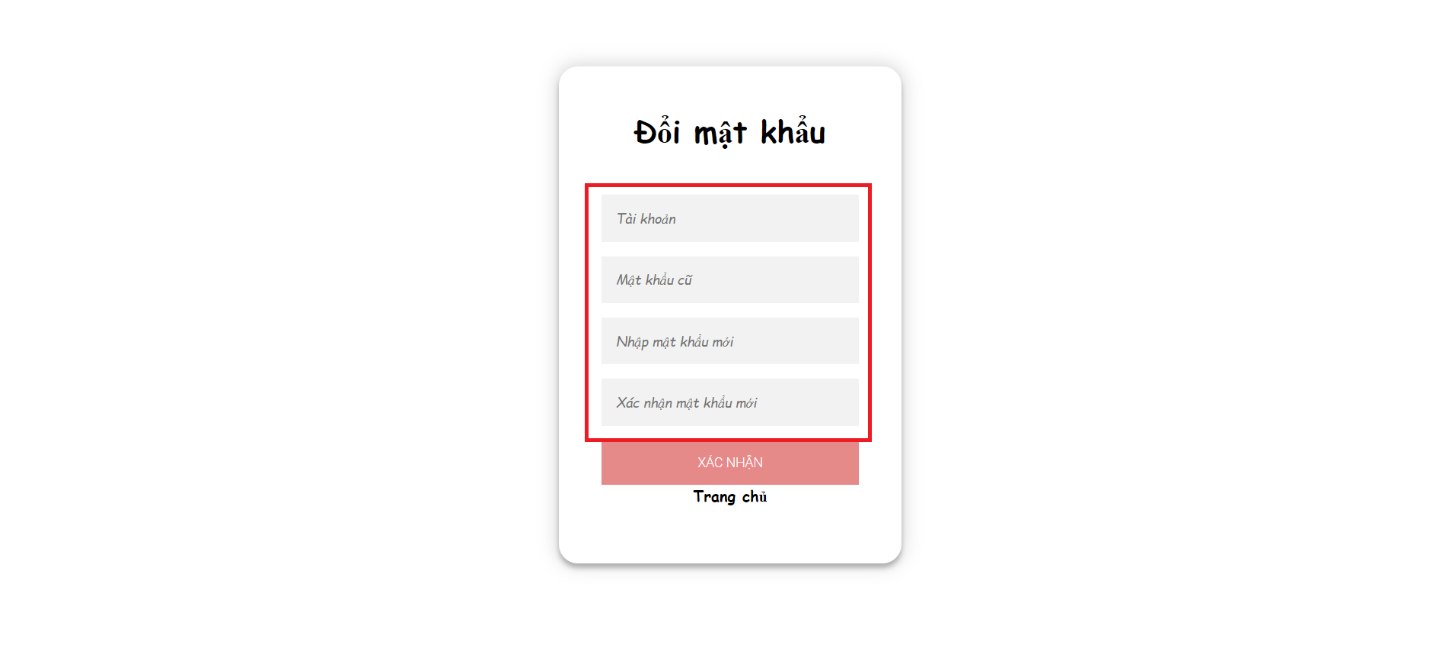 Đổi mật khẩu
Tài khoản
Mật khẩu cũ
Nhập mật khẩu mới
Xác nhận mật khẩu mới
XÁC NHẬN
Trang chủ